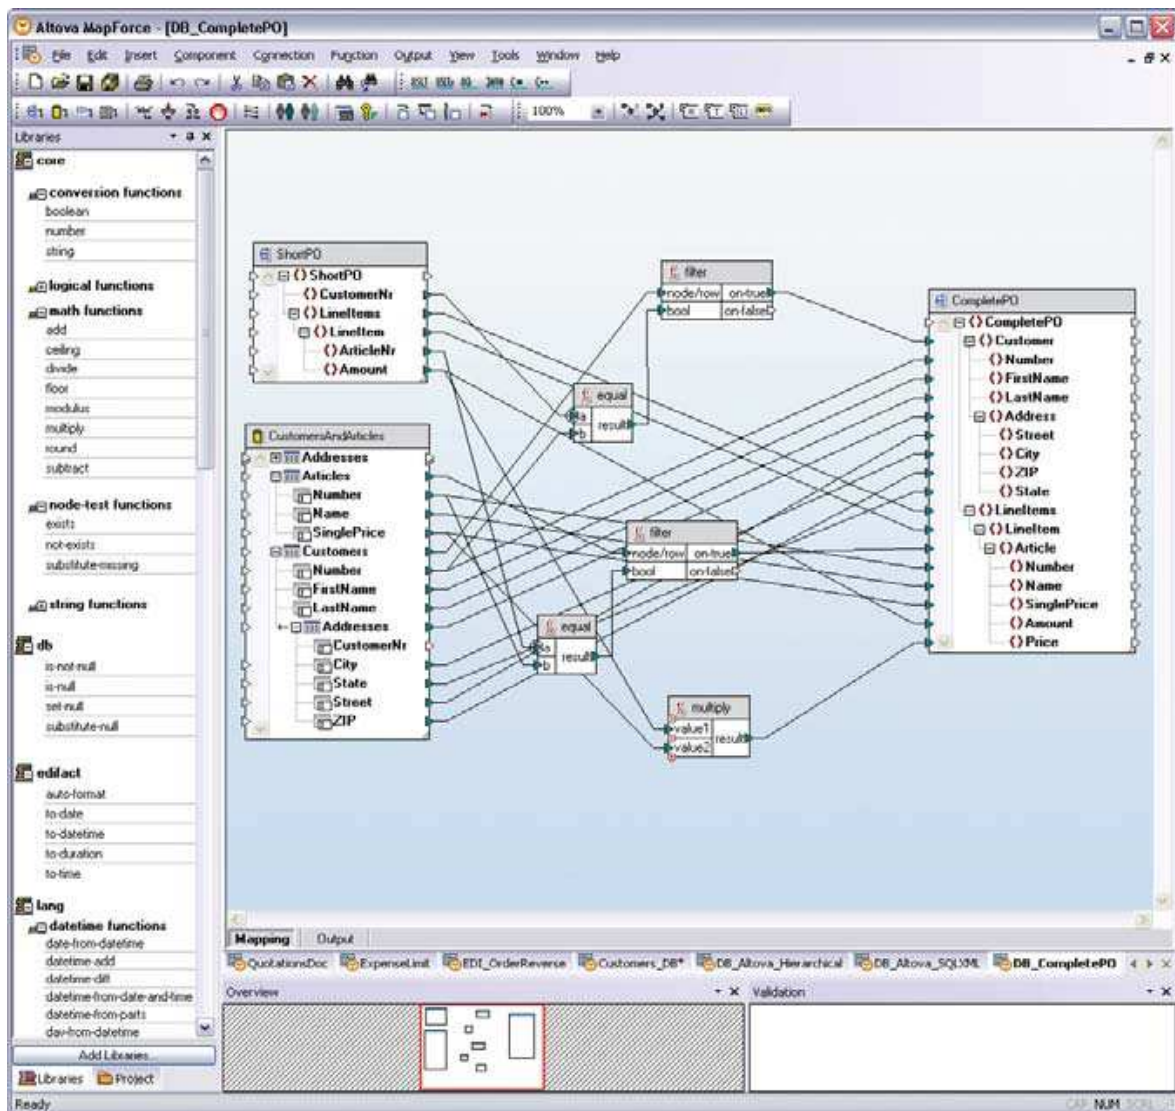 Altova MapForce - [DB_CompletePO]
File Edit Insert Component Connection Function Output View Tools Window Help
100%
Libraries
core
conversion functions
boolean
number
string
logical functions
math functions
add
ceiling
divide
floor
modulus
multiply
round
subtract
node-test functions
exists
not-exists
substitute-missing
string functions
db
is-not-null
is-null
set-null
substitute-null
edifact
auto-format
to-date
to-datetime
to-duration
to-time
lang
datetime functions
date-from-datetime
datetime-add
datetime-diff
datetime-from-date-and-time
datetime-from-parts
day-from-datetime
Add Libraries...
Libraries Project
ShortPO
ShortPO
CustomerNr
LineItems
LineItem
ArticleNr
Amount
CustomersAndArticles
Addresses
Articles
Number
Name
SinglePrice
Customers
Number
FirstName
LastName
Addresses
CustomerNr
City
State
Street
ZIP
filter
node/row on-true
bool on-false
equal
a result
b
filter
node/row on-true
bool on-false
equal
a result
b
multiply
value1 result
value2
CompletePO
CompletePO
Customer
Number
FirstName
LastName
Address
Street
City
ZIP
State
LineItems
LineItem
Article
Number
Name
SinglePrice
Amount
Price
Mapping Output
QuotationsDoc ExpenseLimit EDI_OrderReverse Customers_DB* DB_Altova_Hierarchical DB_Altova_SQLXML DB_CompletePO
Overview Validation
Ready
CAP NUM SCRL